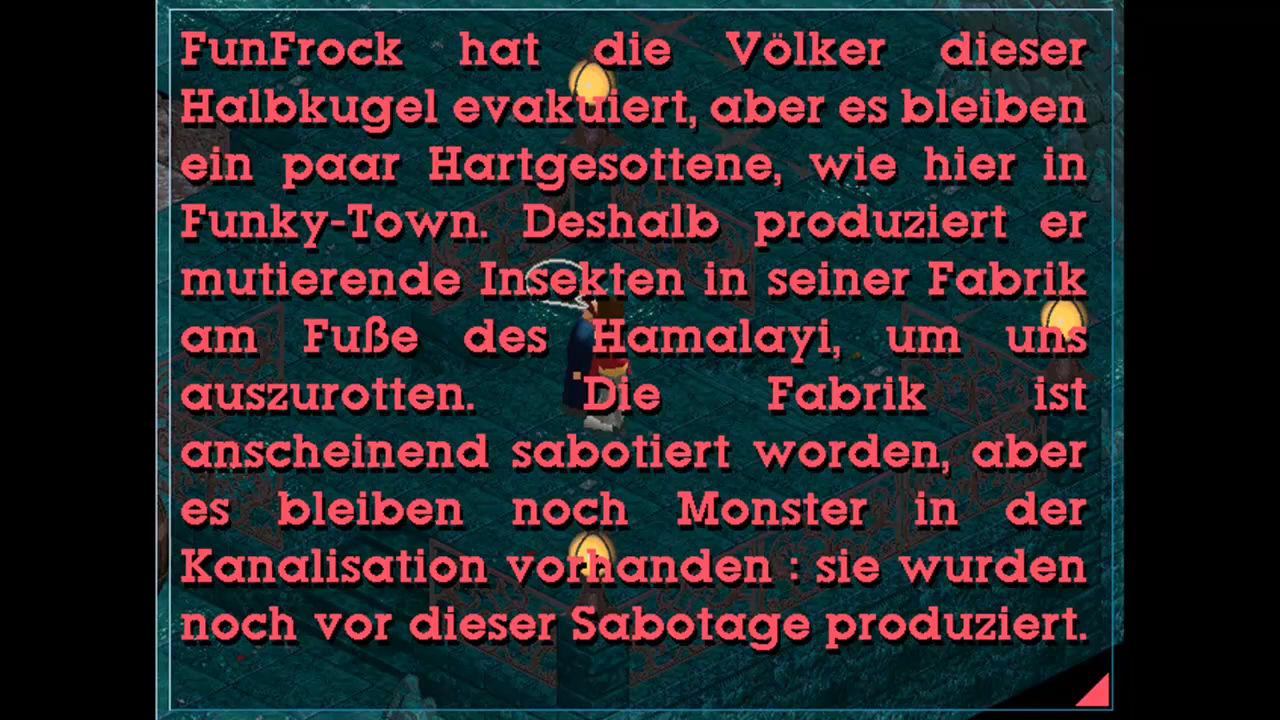 FunFrock hat die Völker dieser
Halbkugel evakuiert, aber es bleiben
ein paar Hartgesottene, wie hier in
Funky-Town. Deshalb produziert er
mutierende Insekten in seiner Fabrik
am Fuße des Hamalayi, um uns
auszurotten. Die Fabrik ist
anscheinend sabotiert worden, aber
es bleiben noch Monster in der
Kanalisation vorhanden : sie wurden
noch vor dieser Sabotage produziert.